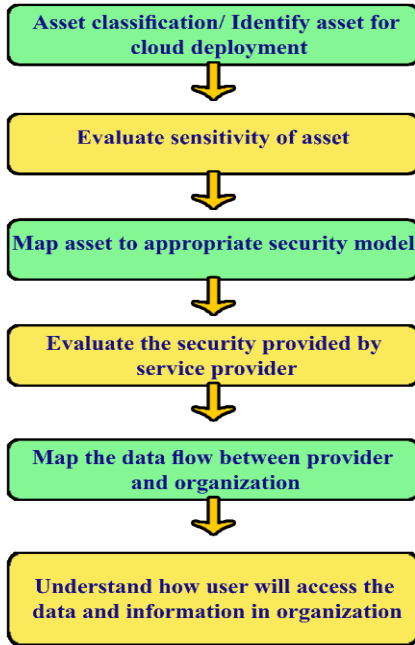 Asset classification/ Identify asset for
cloud deployment
Evaluate sensitivity of asset
Map asset to appropriate security model
Evaluate the security provided by
service provider
Map the data flow between provider
and organization
Understand how user will access the
data and information in organization